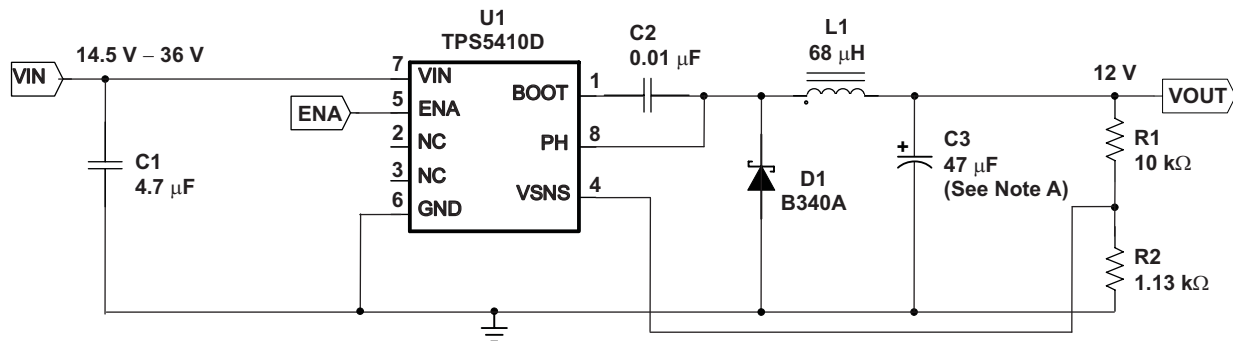 U1
TPS5410D
14.5 V – 36 V
VIN
ENA
7
5
2
3
6
VIN
ENA
NC
NC
GND
BOOT
PH
VSNS
1
8
4
C2
0.01 μF
L1
68 μH
12 V
VOUT
C1
4.7 μF
D1
B340A
+
C3
47 μF
(See Note A)
R1
10 kΩ
R2
1.13 kΩ